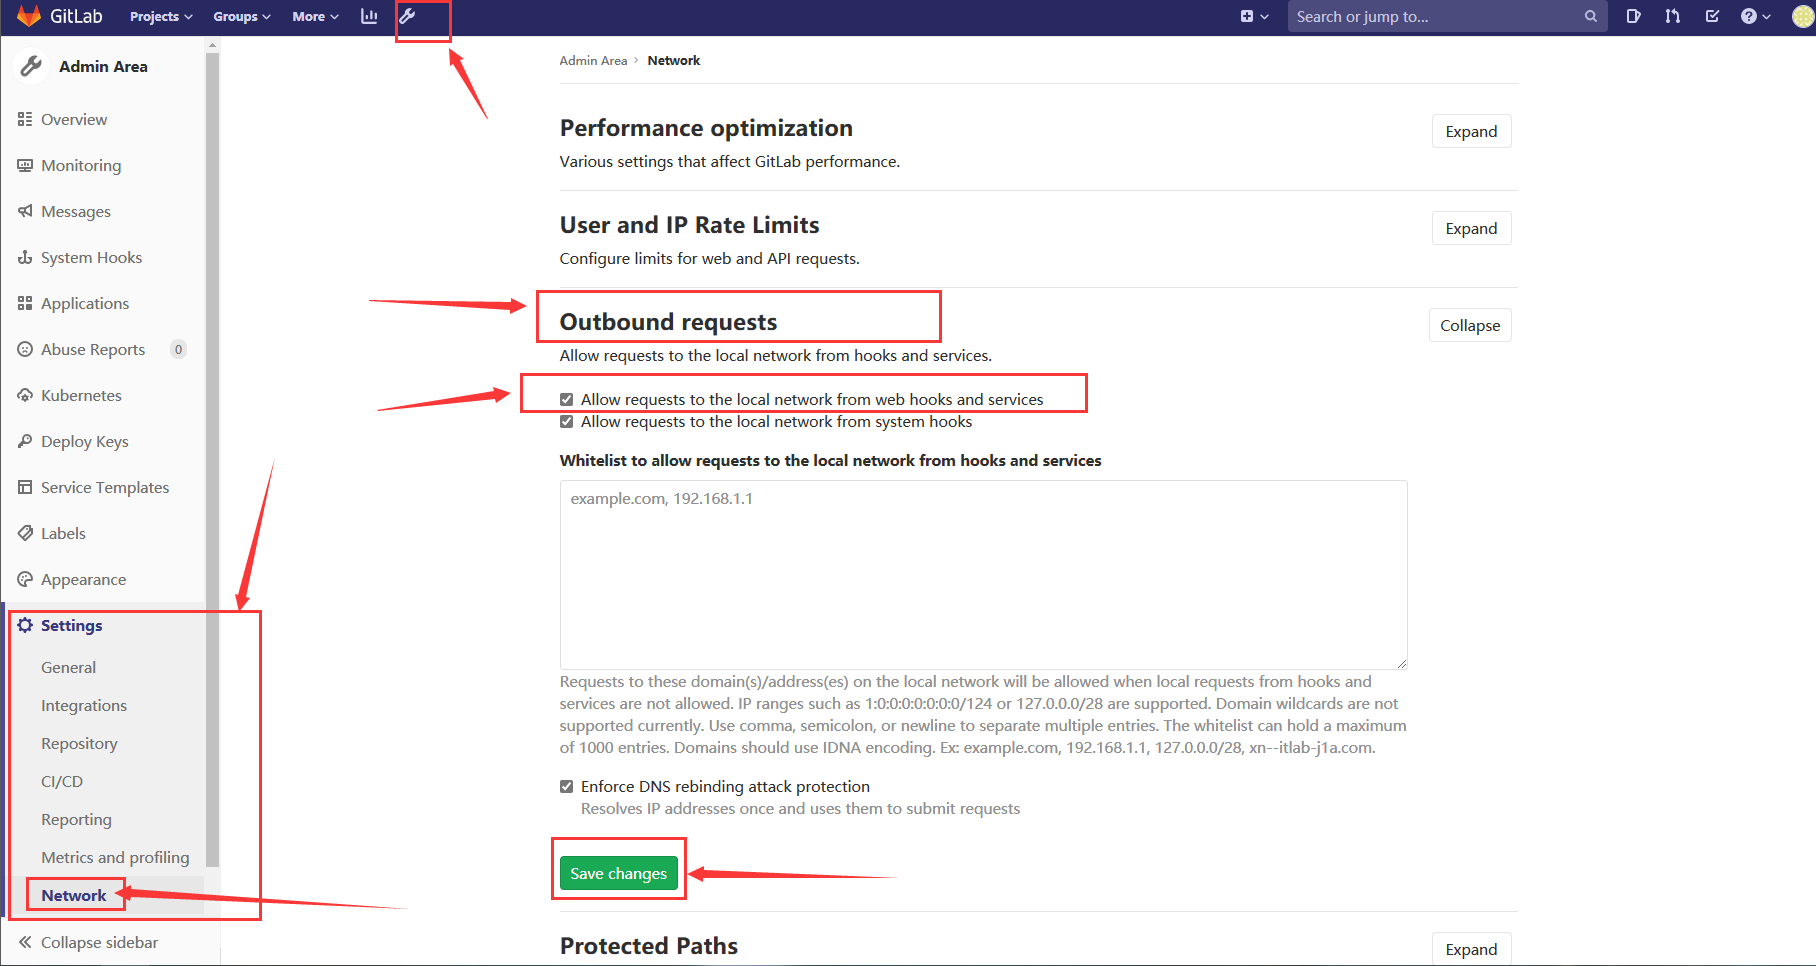 GitLab Projects Groups More Search or jump to...
Admin Area
Overview
Monitoring
Messages
System Hooks
Applications
Abuse Reports 0
Kubernetes
Deploy Keys
Service Templates
Labels
Appearance
Settings
General
Integrations
Repository
CI/CD
Reporting
Metrics and profiling
Network
Collapse sidebar
Admin Area > Network
Performance optimization
Expand
Various settings that affect GitLab performance.
User and IP Rate Limits
Expand
Configure limits for web and API requests.
Outbound requests
Collapse
Allow requests to the local network from hooks and services.
Allow requests to the local network from web hooks and services
Allow requests to the local network from system hooks
Whitelist to allow requests to the local network from hooks and services
example.com, 192.168.1.1
Requests to these domain(s)/address(es) on the local network will be allowed when local requests from hooks and
services are not allowed. IP ranges such as 1:0:0:0:0:0:0:0/124 or 127.0.0.0/28 are supported. Domain wildcards are not
supported currently. Use comma, semicolon, or newline to separate multiple entries. The whitelist can hold a maximum
of 1000 entries. Domains should use IDNA encoding. Ex: example.com, 192.168.1.1, 127.0.0.0/28, xn--itlab-j1a.com.
Enforce DNS rebinding attack protection
Resolves IP addresses once and uses them to submit requests
Save changes
Protected Paths
Expand